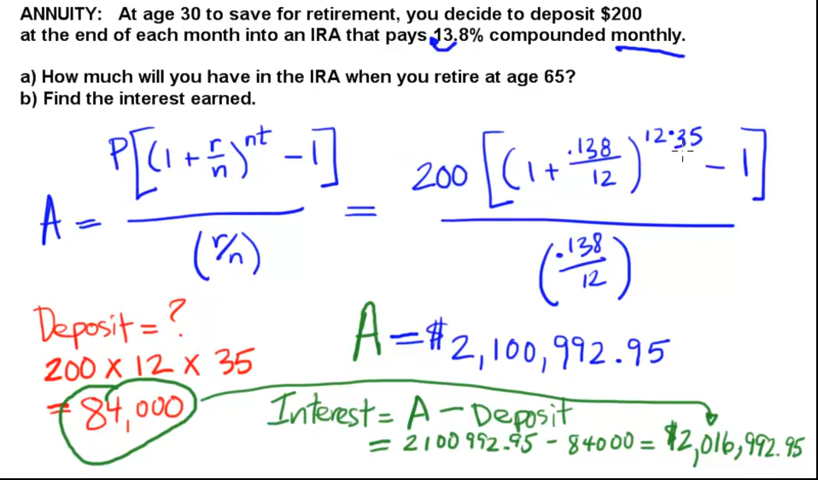 ANNUITY: At age 30 to save for retirement, you decide to deposit $200
at the end of each month into an IRA that pays 13.8% compounded monthly.
a) How much will you have in the IRA when you retire at age 65?
b) Find the interest earned.
A = P[(1 + r/n)^nt - 1] / (r/n) = 200[(1 + .138/12)^12·35 - 1] / (.138/12)
Deposit = ?
200 × 12 × 35
= 84,000
A = $2,100,992.95
Interest = A - Deposit
= 2100992.95 - 84000 = $2,016,992.95